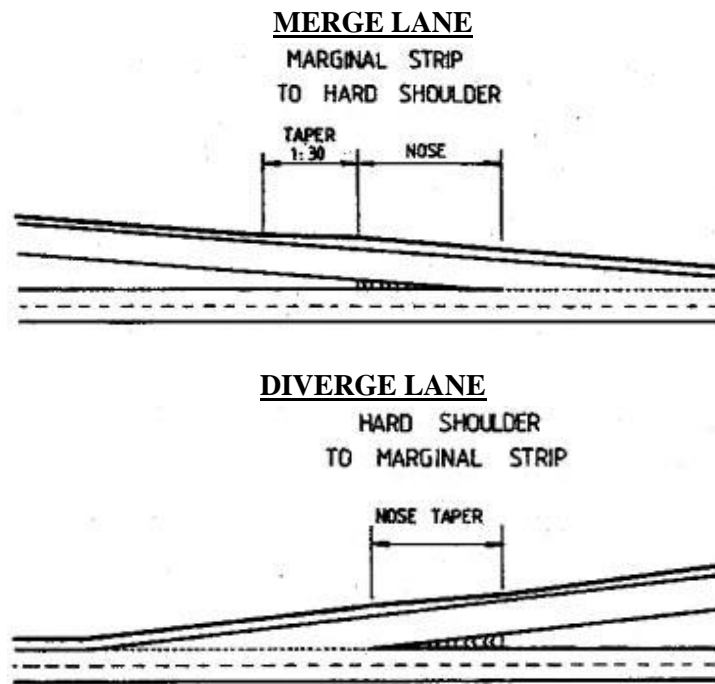 MERGE LANE
MARGINAL STRIP
TO HARD SHOULDER
TAPER
1:30
NOSE
DIVERGE LANE
HARD SHOULDER
TO MARGINAL STRIP
NOSE TAPER